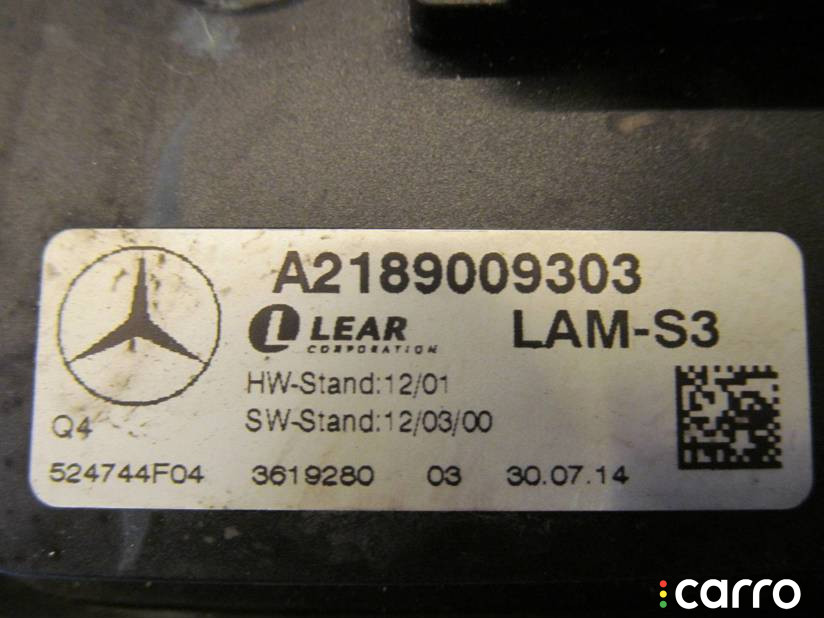 A2189009303
LEAR LAM-S3
CORPORATION
HW-Stand:12/01
SW-Stand:12/03/00
Q4
524744F04 3619280 03 30.07.14
carro